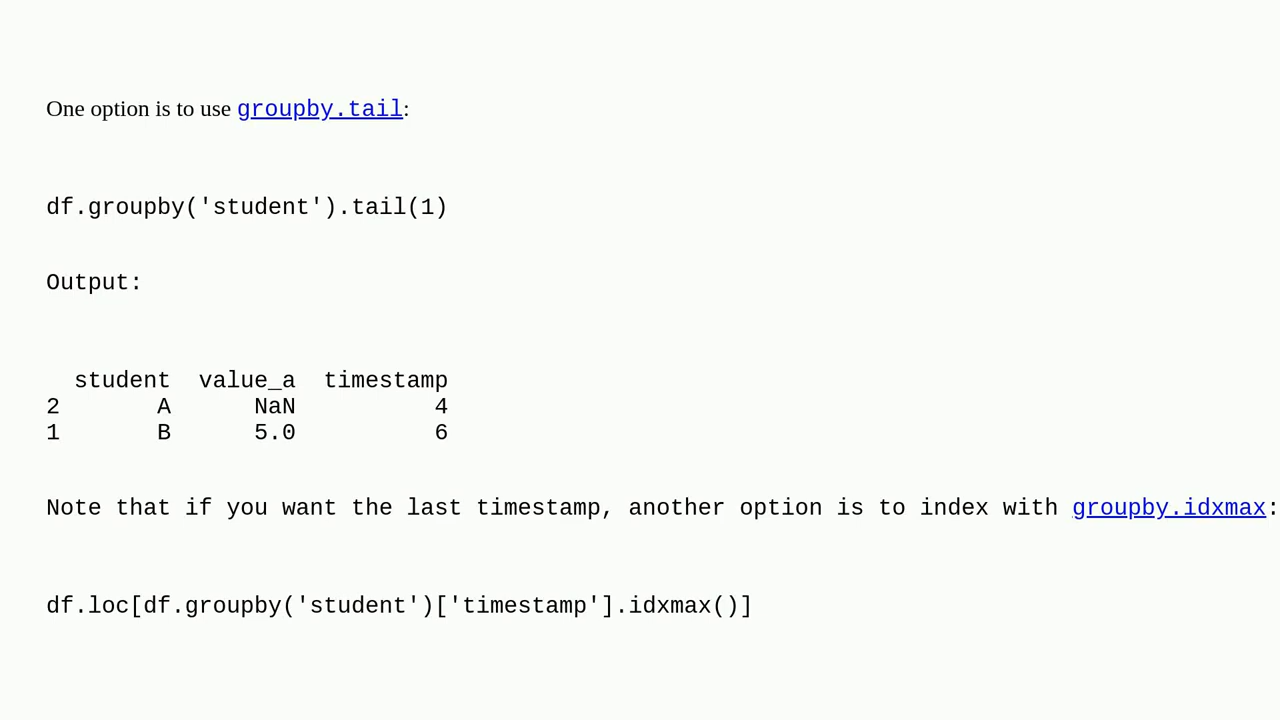 One option is to use groupby.tail:
df.groupby('student').tail(1)
Output:
  student  value_a  timestamp
2       A      NaN          4
1       B      5.0          6
Note that if you want the last timestamp, another option is to index with groupby.idxmax:
df.loc[df.groupby('student')['timestamp'].idxmax()]